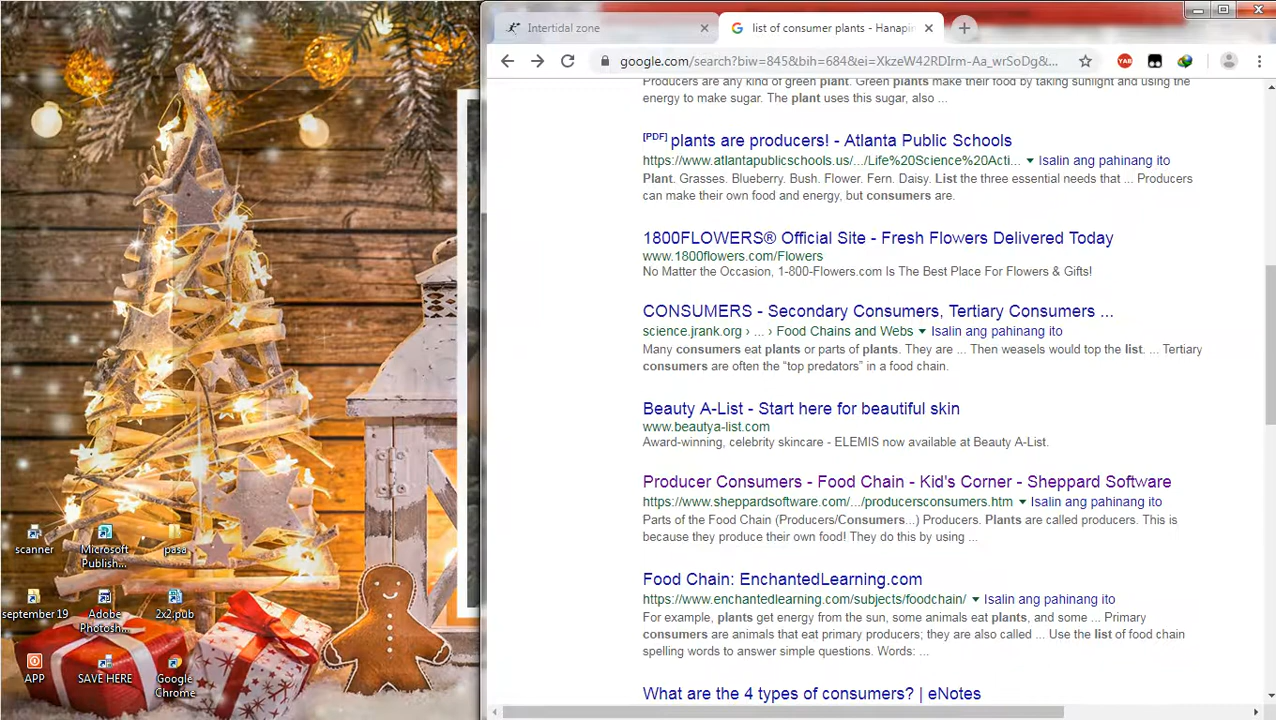 Intertidal zone
list of consumer plants - Hanapin
google.com/search?biw=845&bih=684&ei=XkzeW42RDIrm-Aa_wrSoDg&...
YAB
Producers are any kind of green plant. Green plants make their food by taking sunlight and using the
energy to make sugar. The plant uses this sugar, also ...
[PDF] plants are producers! - Atlanta Public Schools
https://www.atlantapublicschools.us/.../Life%20Science%20Acti... Isalin ang pahinang ito
Plant. Grasses. Blueberry. Bush. Flower. Fern. Daisy. List the three essential needs that ... Producers
can make their own food and energy, but consumers are.
1800FLOWERS® Official Site - Fresh Flowers Delivered Today
www.1800flowers.com/Flowers
No Matter the Occasion, 1-800-Flowers.com Is The Best Place For Flowers & Gifts!
CONSUMERS - Secondary Consumers, Tertiary Consumers ...
science.jrank.org › ... › Food Chains and Webs Isalin ang pahinang ito
Many consumers eat plants or parts of plants. They are ... Then weasels would top the list. ... Tertiary
consumers are often the “top predators” in a food chain.
Beauty A-List - Start here for beautiful skin
www.beautya-list.com
Award-winning, celebrity skincare - ELEMIS now available at Beauty A-List.
Producer Consumers - Food Chain - Kid's Corner - Sheppard Software
https://www.sheppardsoftware.com/.../producersconsumers.htm Isalin ang pahinang ito
Parts of the Food Chain (Producers/Consumers...) Producers. Plants are called producers. This is
because they produce their own food! They do this by using ...
Food Chain: EnchantedLearning.com
https://www.enchantedlearning.com/subjects/foodchain/ Isalin ang pahinang ito
For example, plants get energy from the sun, some animals eat plants, and some ... Primary
consumers are animals that eat primary producers; they are also called ... Use the list of food chain
spelling words to answer simple questions. Words: ...
What are the 4 types of consumers? | eNotes
scanner
Microsoft
Publish...
pasa
september 19
Adobe
Photosh...
2x2.pub
APP
SAVE HERE
Google
Chrome